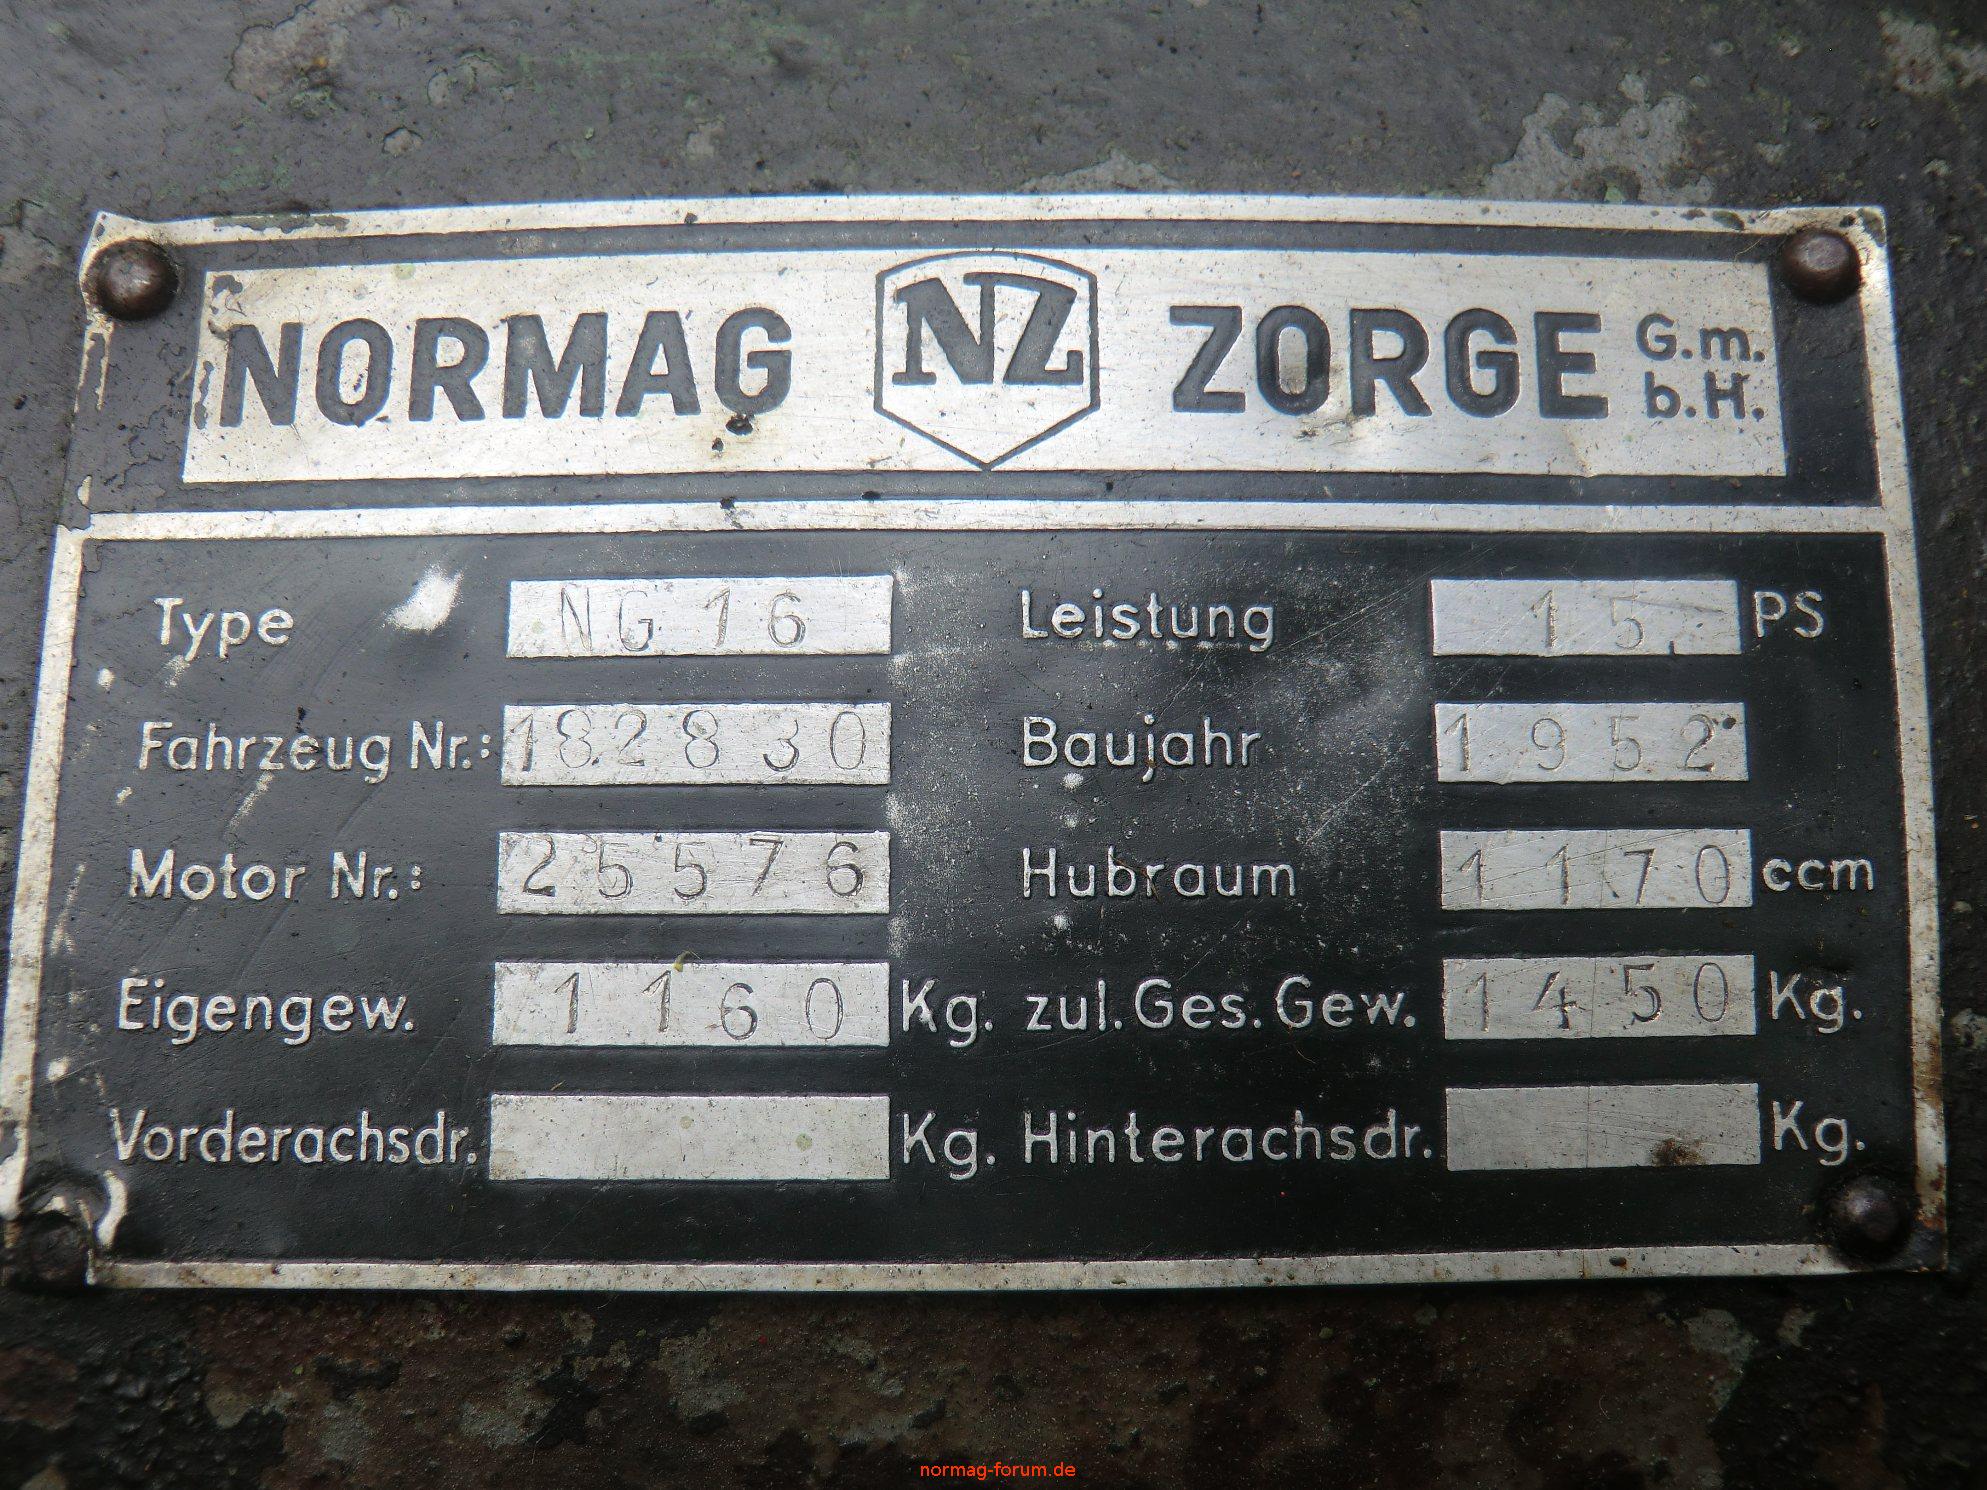 NORMAG NZ ZORGE G.m.b.H.
Type NG 16 Leistung 15 PS
Fahrzeug Nr.: 182830 Baujahr 1952
Motor Nr.: 25576 Hubraum 1170 ccm
Eigengew. 1160 Kg. zul. Ges. Gew. 1450 Kg.
Vorderachsdr. Kg. Hinterachsdr. Kg.
normag-forum.de